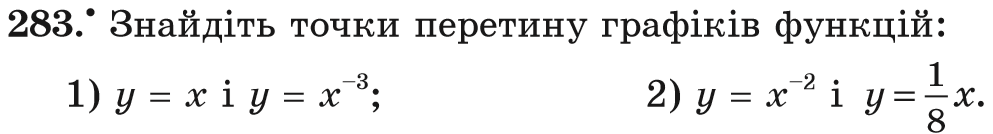 283.• Знайдіть точки перетину графіків функцій:
1) y = x і y = x⁻³; 2) y = x⁻² і y = 1/8 x.